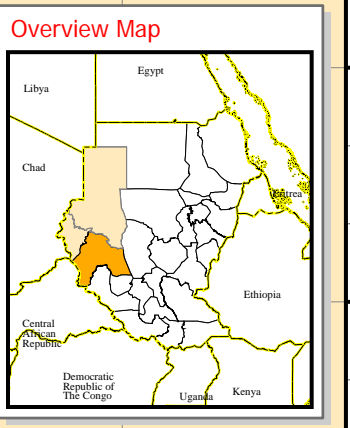 Overview Map
Egypt
Libya
Chad
Eritrea
Ethiopia
Central
African
Republic
Democratic
Republic of
The Congo
Uganda
Kenya